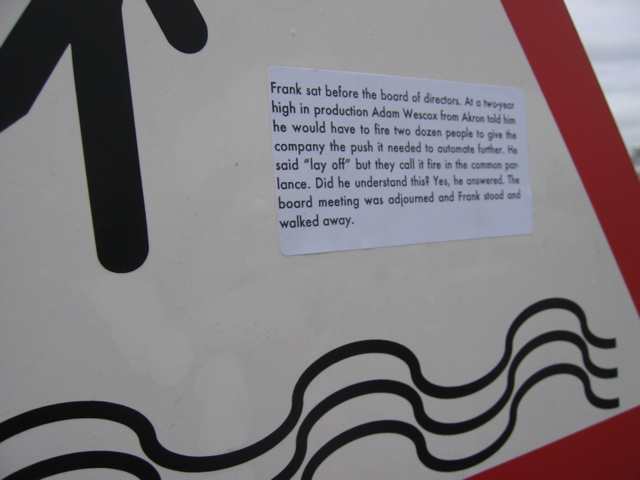 Frank sat before the board of directors. At a two-year
high in production Adam Wescox from Akron told him
he would have to fire two dozen people to give the
company the push it needed to automate further. He
said "lay off" but they call it fire in the common par-
lance. Did he understand this? Yes, he answered. The
board meeting was adjourned and Frank stood and
walked away.